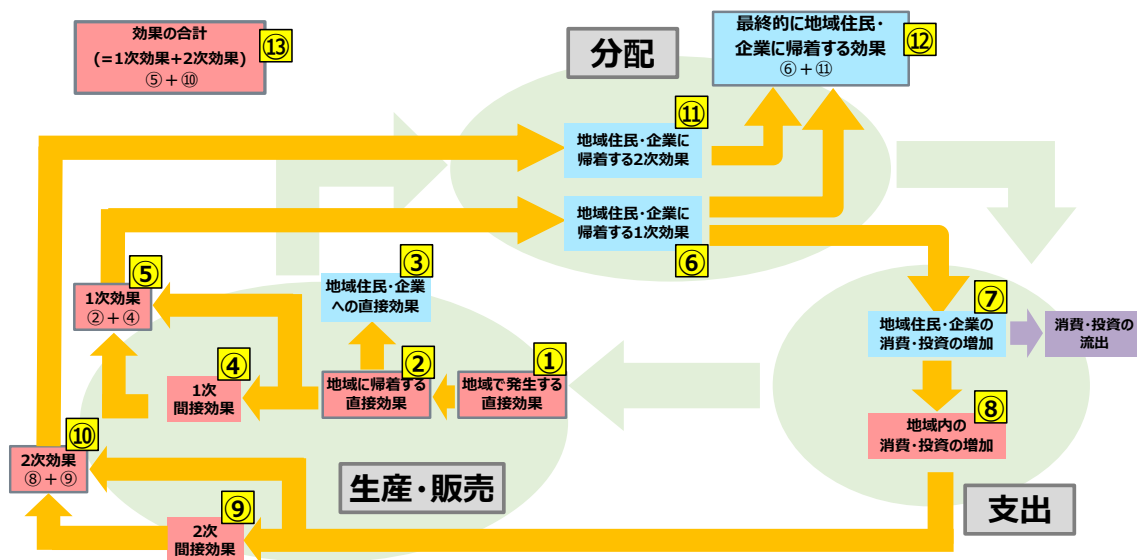 効果の合計
(=1次効果+2次効果)
⑤+⑩
⑬
分配
最終的に地域住民・
企業に帰着する効果
⑥+⑪
⑫
⑪
地域住民・企業に
帰着する2次効果
地域住民・企業に
帰着する1次効果
⑥
③
地域住民・企業
への直接効果
⑤
1次効果
②+④
⑦
地域住民・企業の
消費・投資の増加
消費・投資の
流出
④
1次
間接効果
②
地域に帰着する
直接効果
①
地域で発生する
直接効果
⑧
地域内の
消費・投資の増加
⑩
2次効果
⑧+⑨
生産・販売
支出
⑨
2次
間接効果